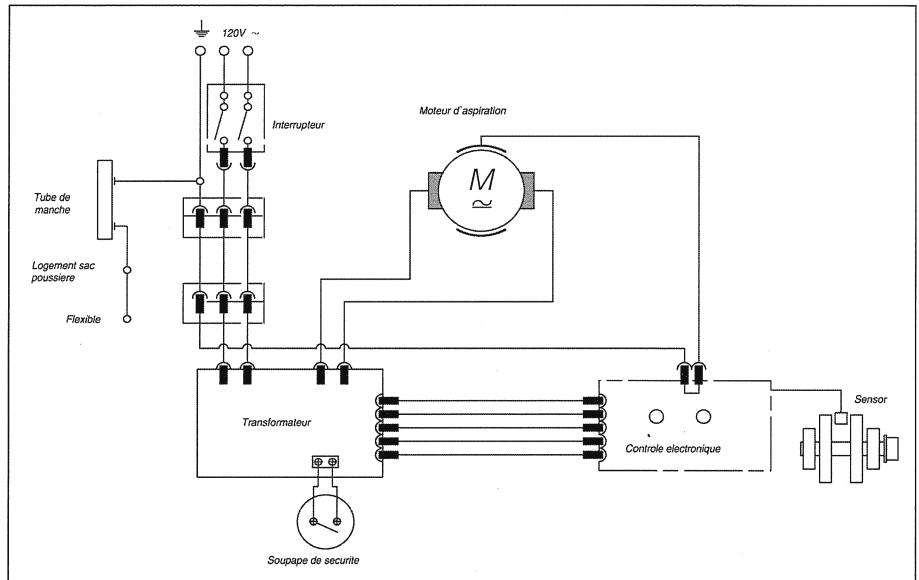 120V ~
Interrupteur
Moteur d'aspiration
M
~
Tube de
manche
Logement sac
poussiere
Flexible
Transformateur
Sensor
Controle electronique
Soupape de securite